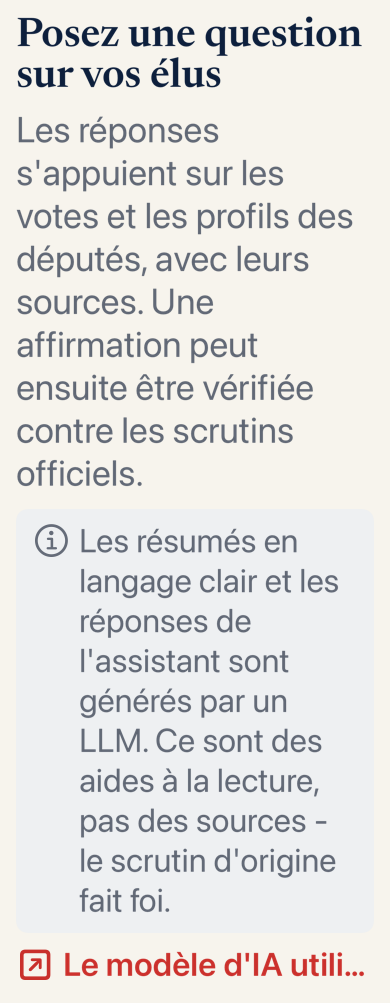 Posez une question
sur vos élus
Les réponses
s'appuient sur les
votes et les profils des
députés, avec leurs
sources. Une
affirmation peut
ensuite être vérifiée
contre les scrutins
officiels.
Les résumés en
langage clair et les
réponses de
l'assistant sont
générés par un
LLM. Ce sont des
aides à la lecture,
pas des sources -
le scrutin d'origine
fait foi.
Le modèle d'IA utili...